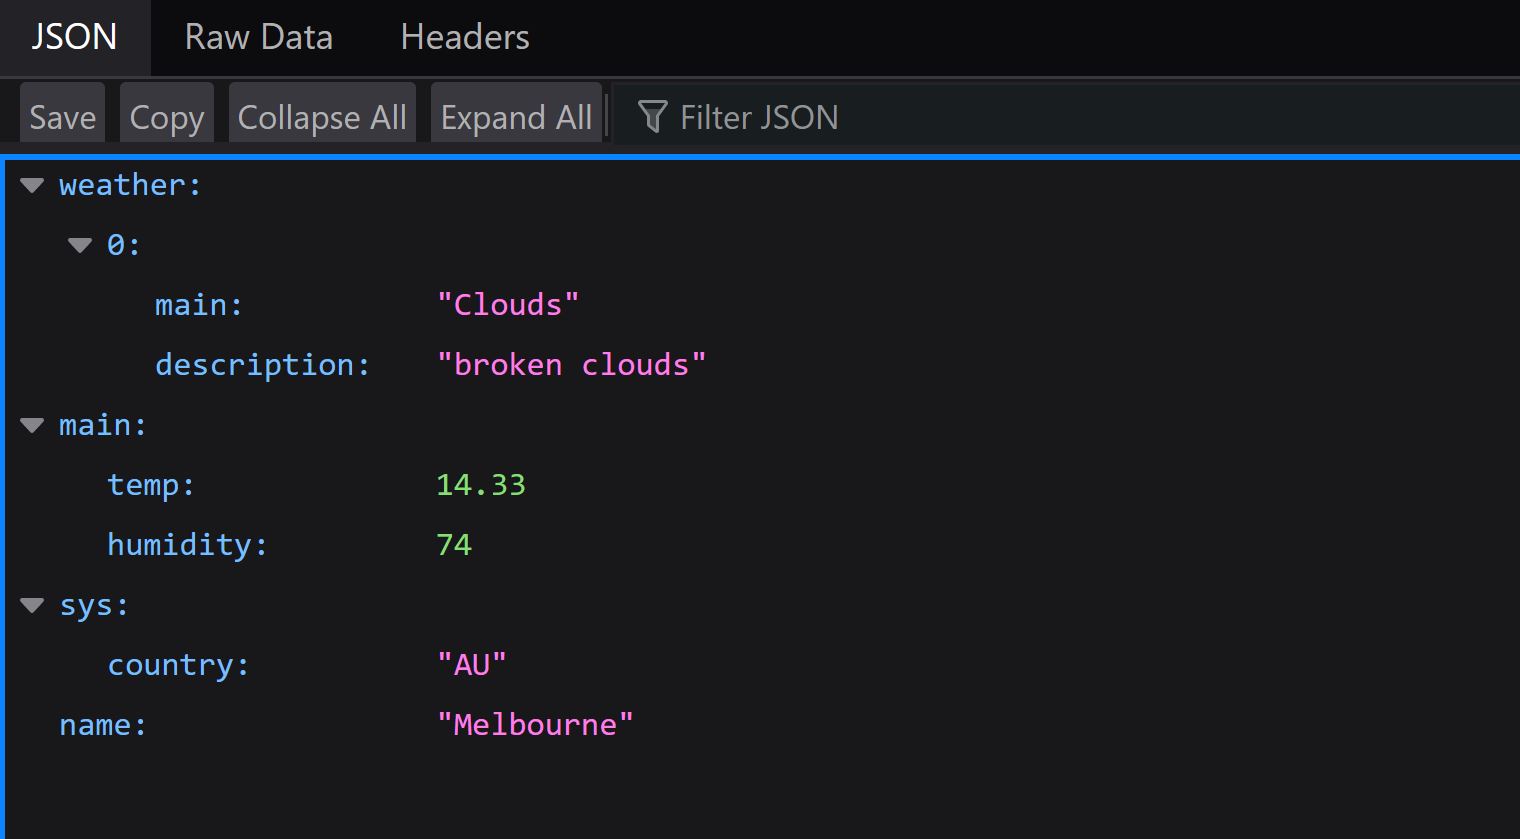 JSON Raw Data Headers
Save Copy Collapse All Expand All Filter JSON
weather:
0:
main: "Clouds"
description: "broken clouds"
main:
temp: 14.33
humidity: 74
sys:
country: "AU"
name: "Melbourne"